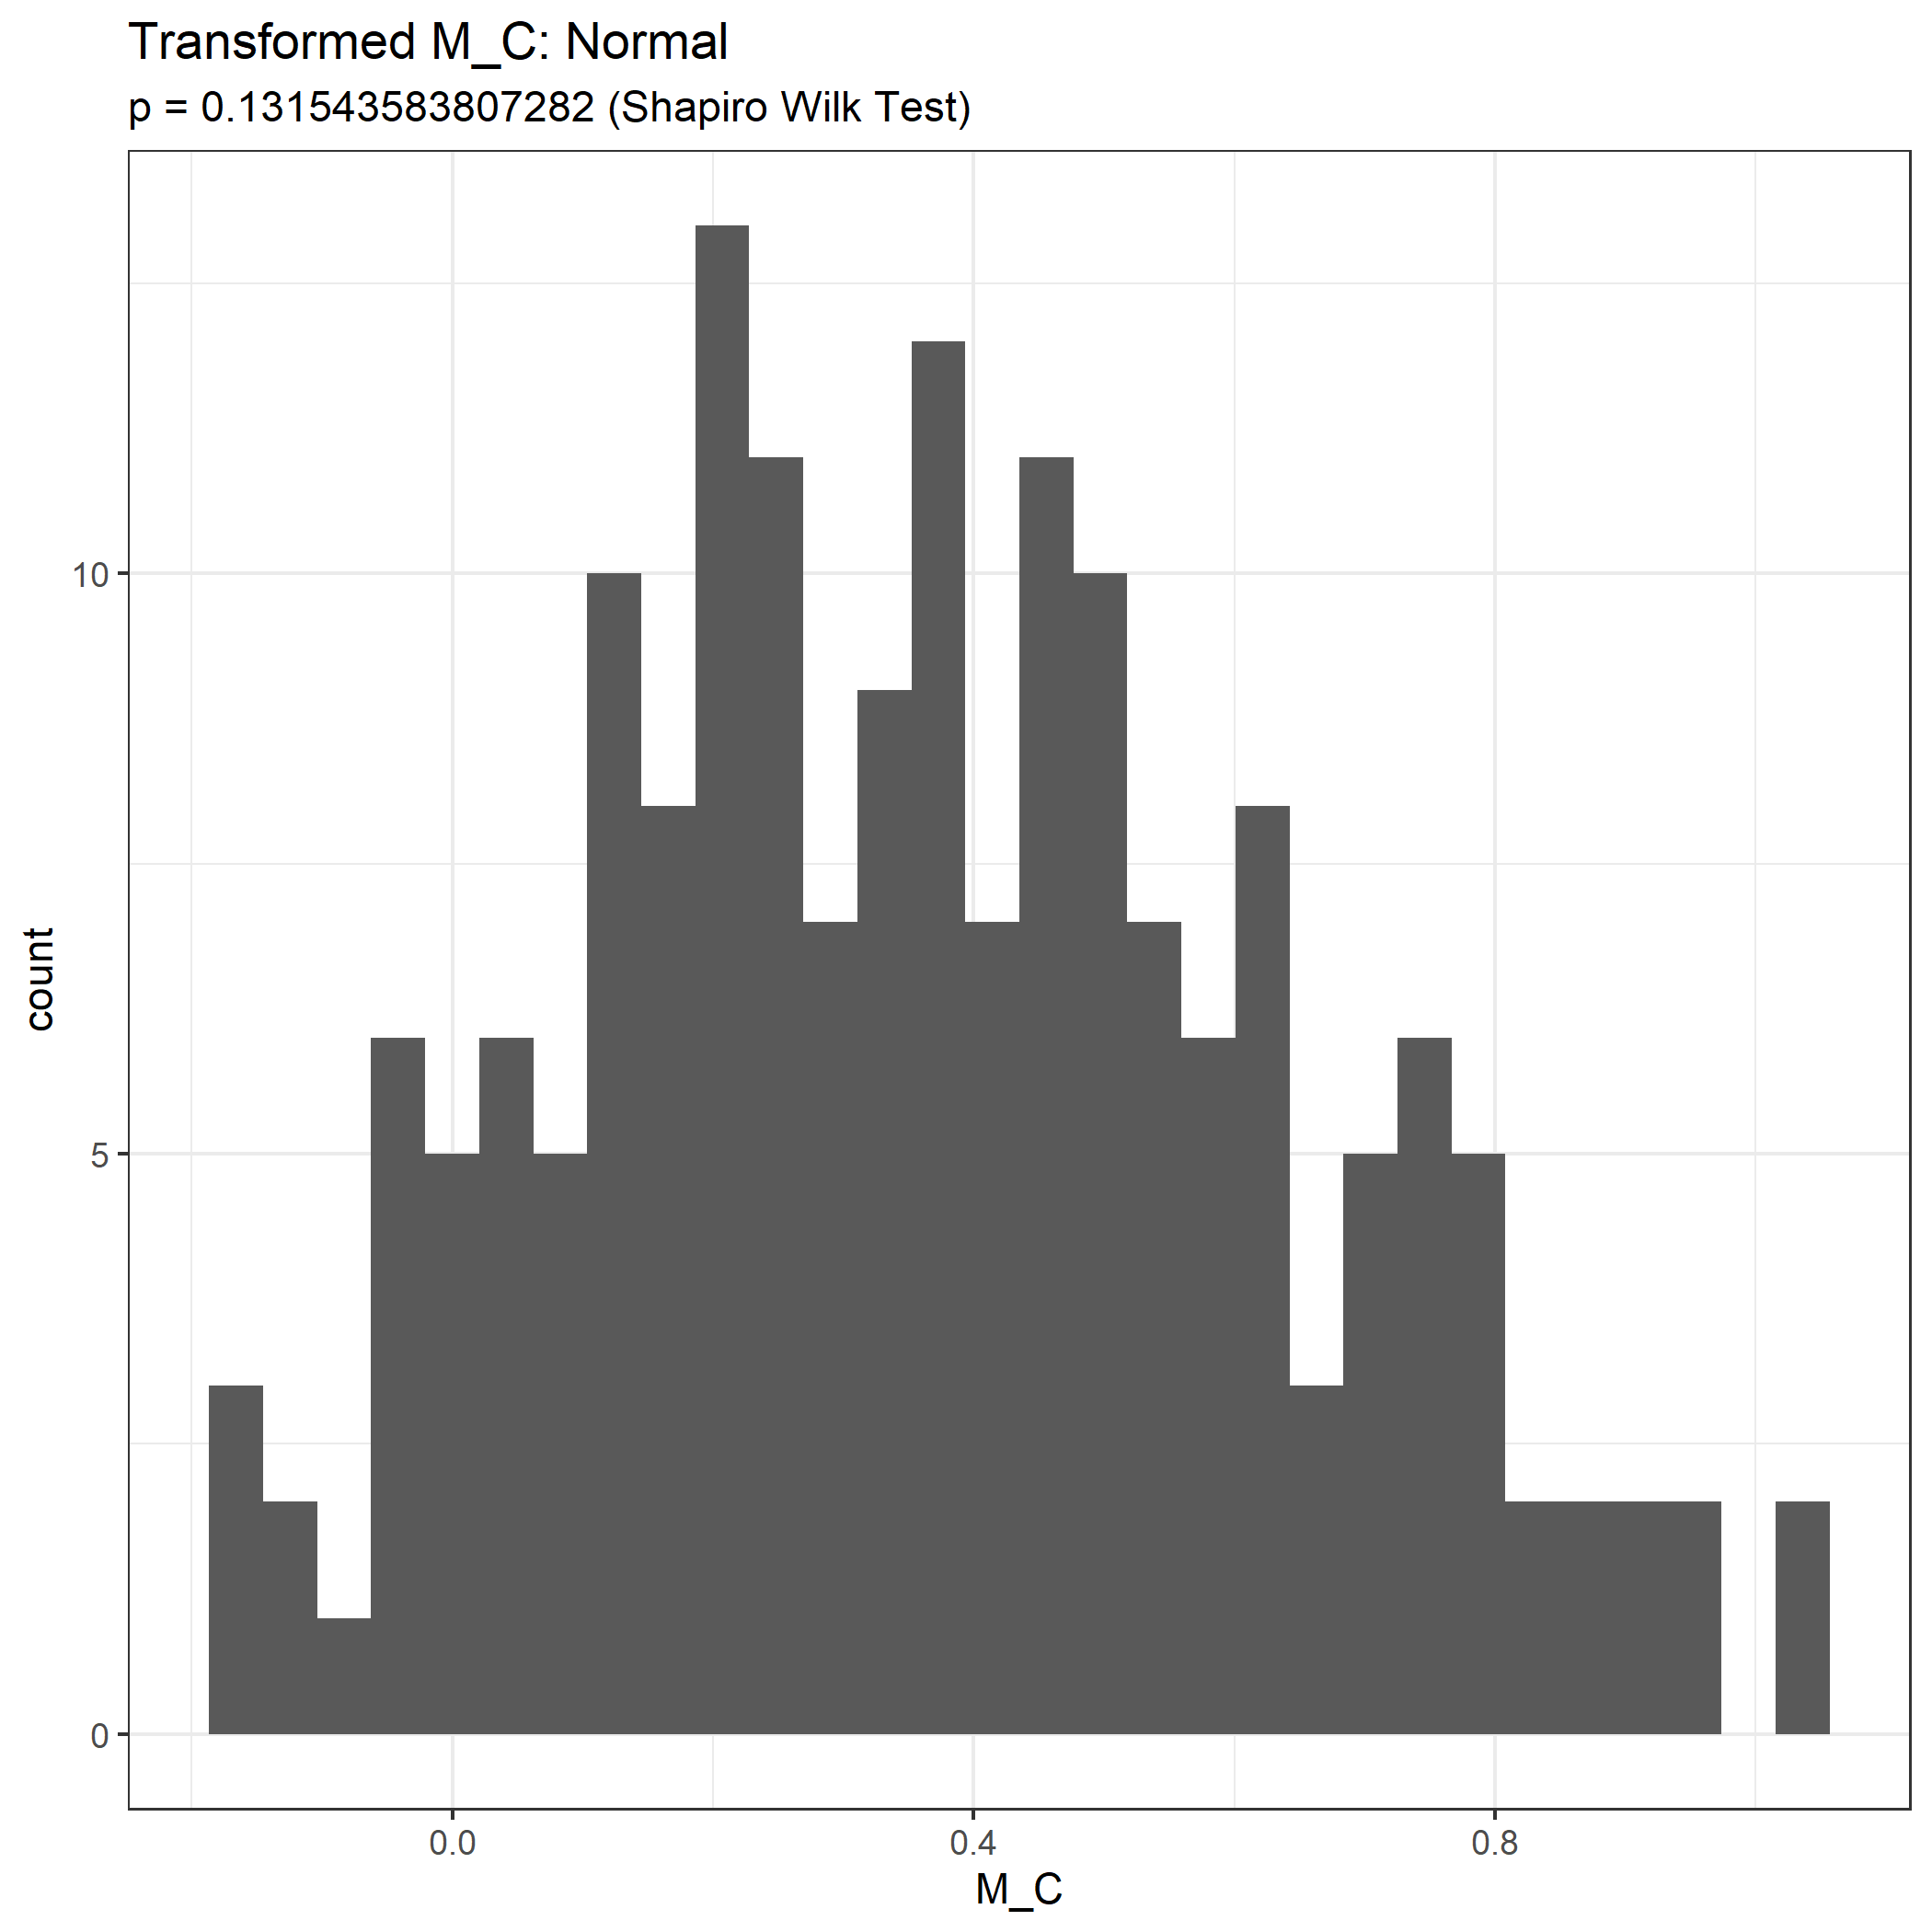 Transformed M_C: Normal
p = 0.131543583807282 (Shapiro Wilk Test)
10
5
0
count
0.0 0.4 0.8
M_C